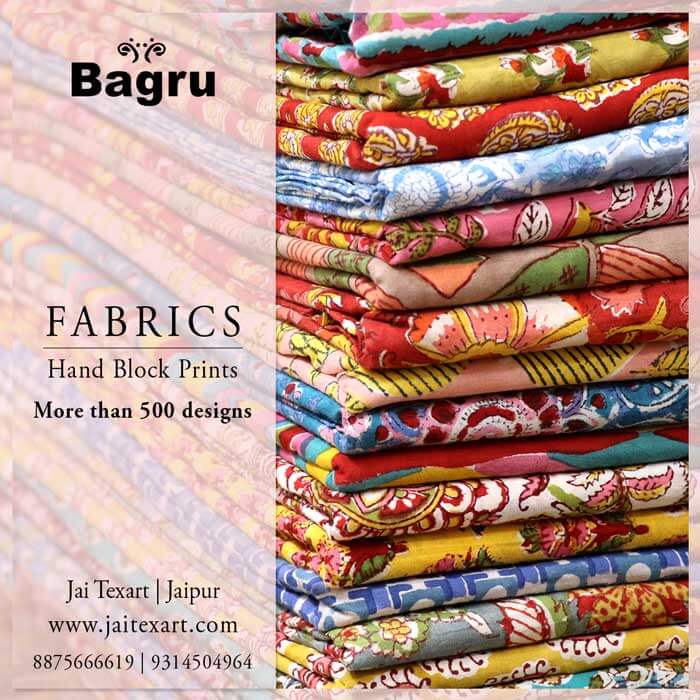 Bagru
FABRICS
Hand Block Prints
More than 500 designs
Jai Texart | Jaipur
www.jaitexart.com
8875666619 | 9314504964